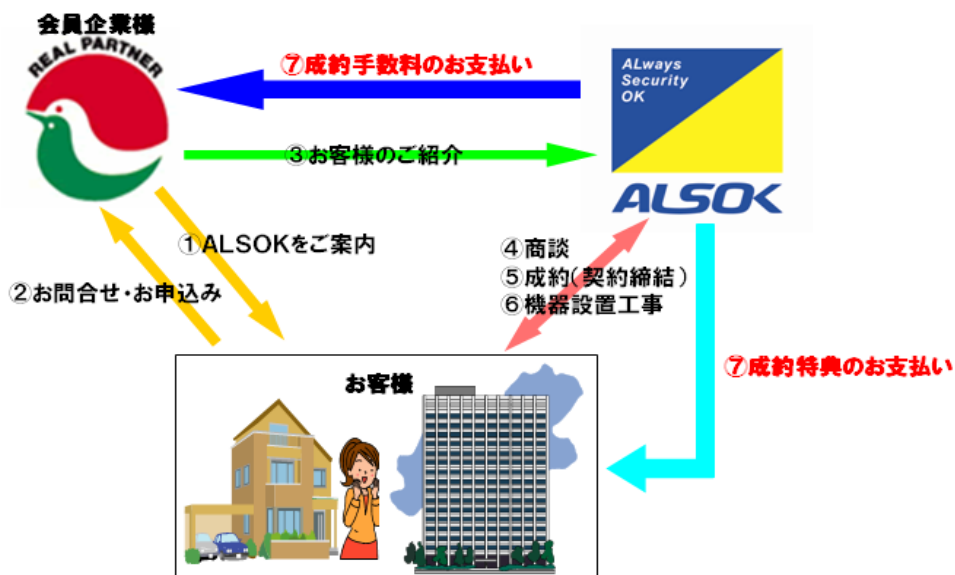 会員企業様
REAL PARTNER
⑦成約手数料のお支払い
ALways
Security
OK
③お客様のご紹介
ALSOK
①ALSOKをご案内
②お問合せ・お申込み
④商談
⑤成約(契約締結)
⑥機器設置工事
⑦成約特典のお支払い
お客様